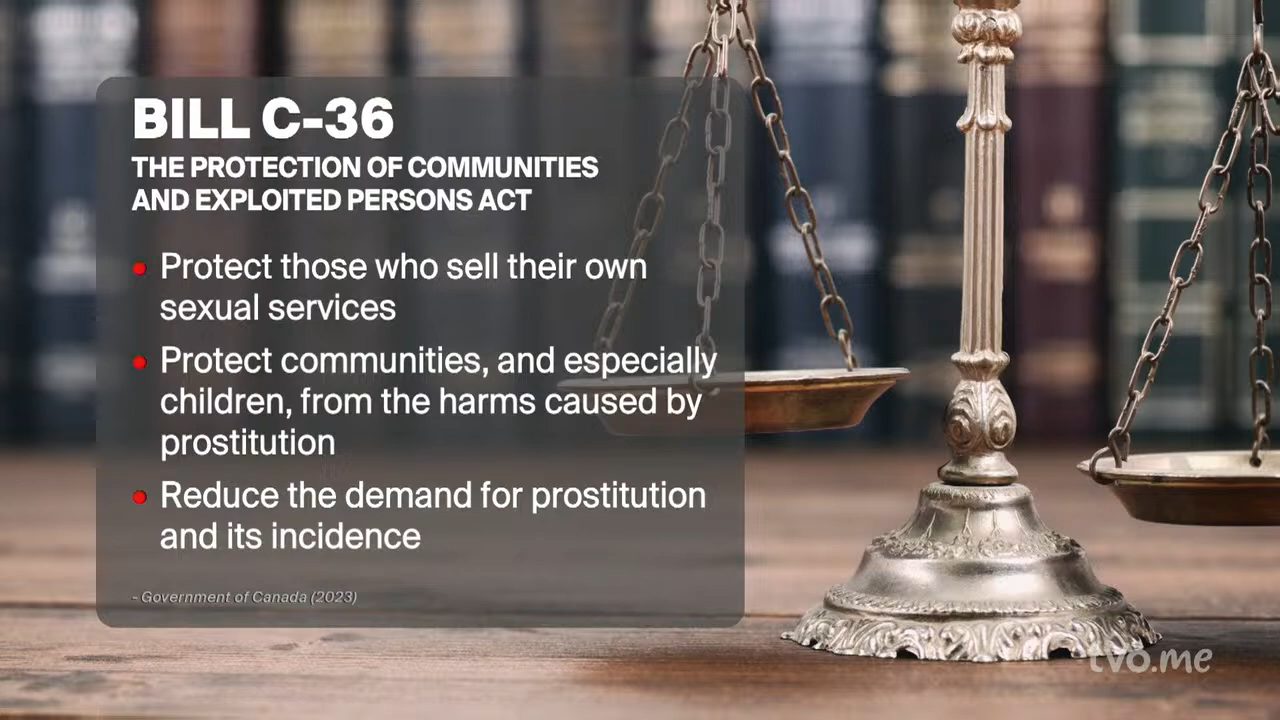 BILL C-36
THE PROTECTION OF COMMUNITIES
AND EXPLOITED PERSONS ACT
Protect those who sell their own
sexual services
Protect communities, and especially
children, from the harms caused by
prostitution
Reduce the demand for prostitution
and its incidence
- Government of Canada (2023)
tvo.me